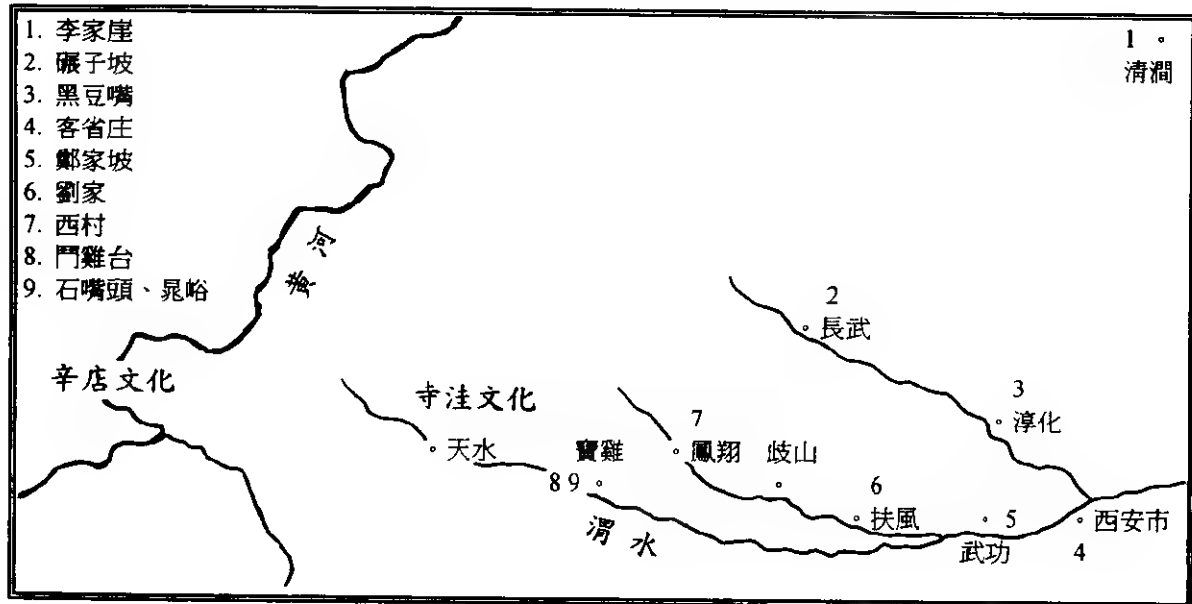 1. 李家崖
2. 碾子坡
3. 黑豆嘴
4. 客省庄
5. 鄭家坡
6. 劉家
7. 西村
8. 鬥雞台
9. 石嘴頭、晁峪
1
清澗
黃河
辛店文化
寺洼文化
2
長武
3
淳化
天水
寶雞
8 9
7
鳳翔
歧山
6
扶風
5
武功
西安市
4
渭水